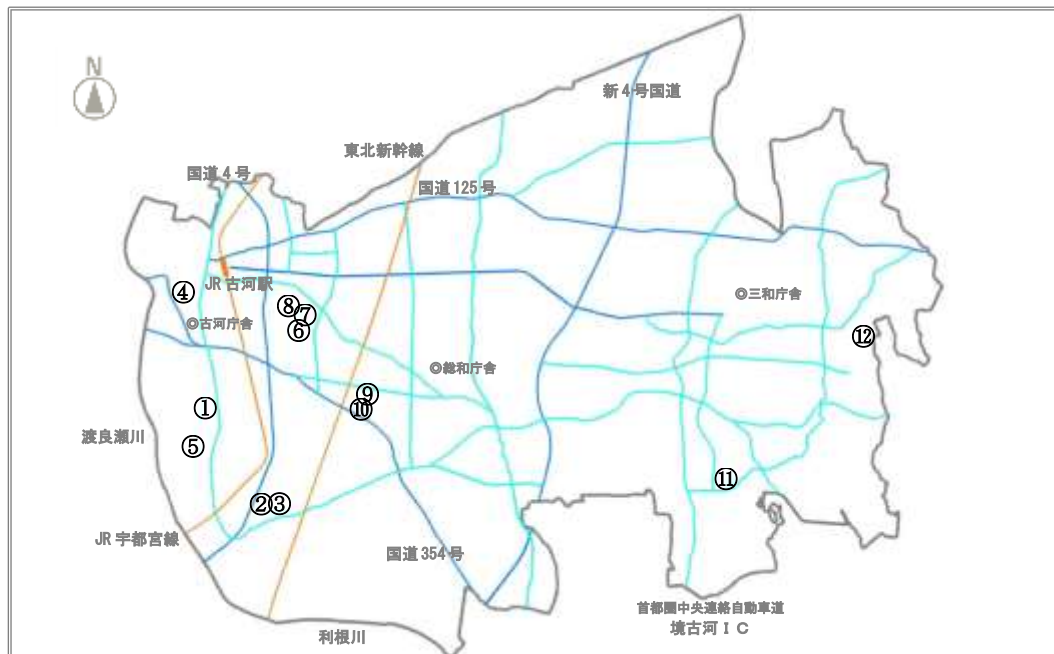 N
新4号国道
東北新幹線
国道4号
国道125号
JR古河駅
④
⑧
⑦
⑥
◎古河庁舎
◎三和庁舎
⑫
◎総和庁舎
⑨
⑩
①
渡良瀬川
⑤
⑪
②③
JR宇都宮線
国道354号
首都圏中央連絡自動車道
境古河IC
利根川